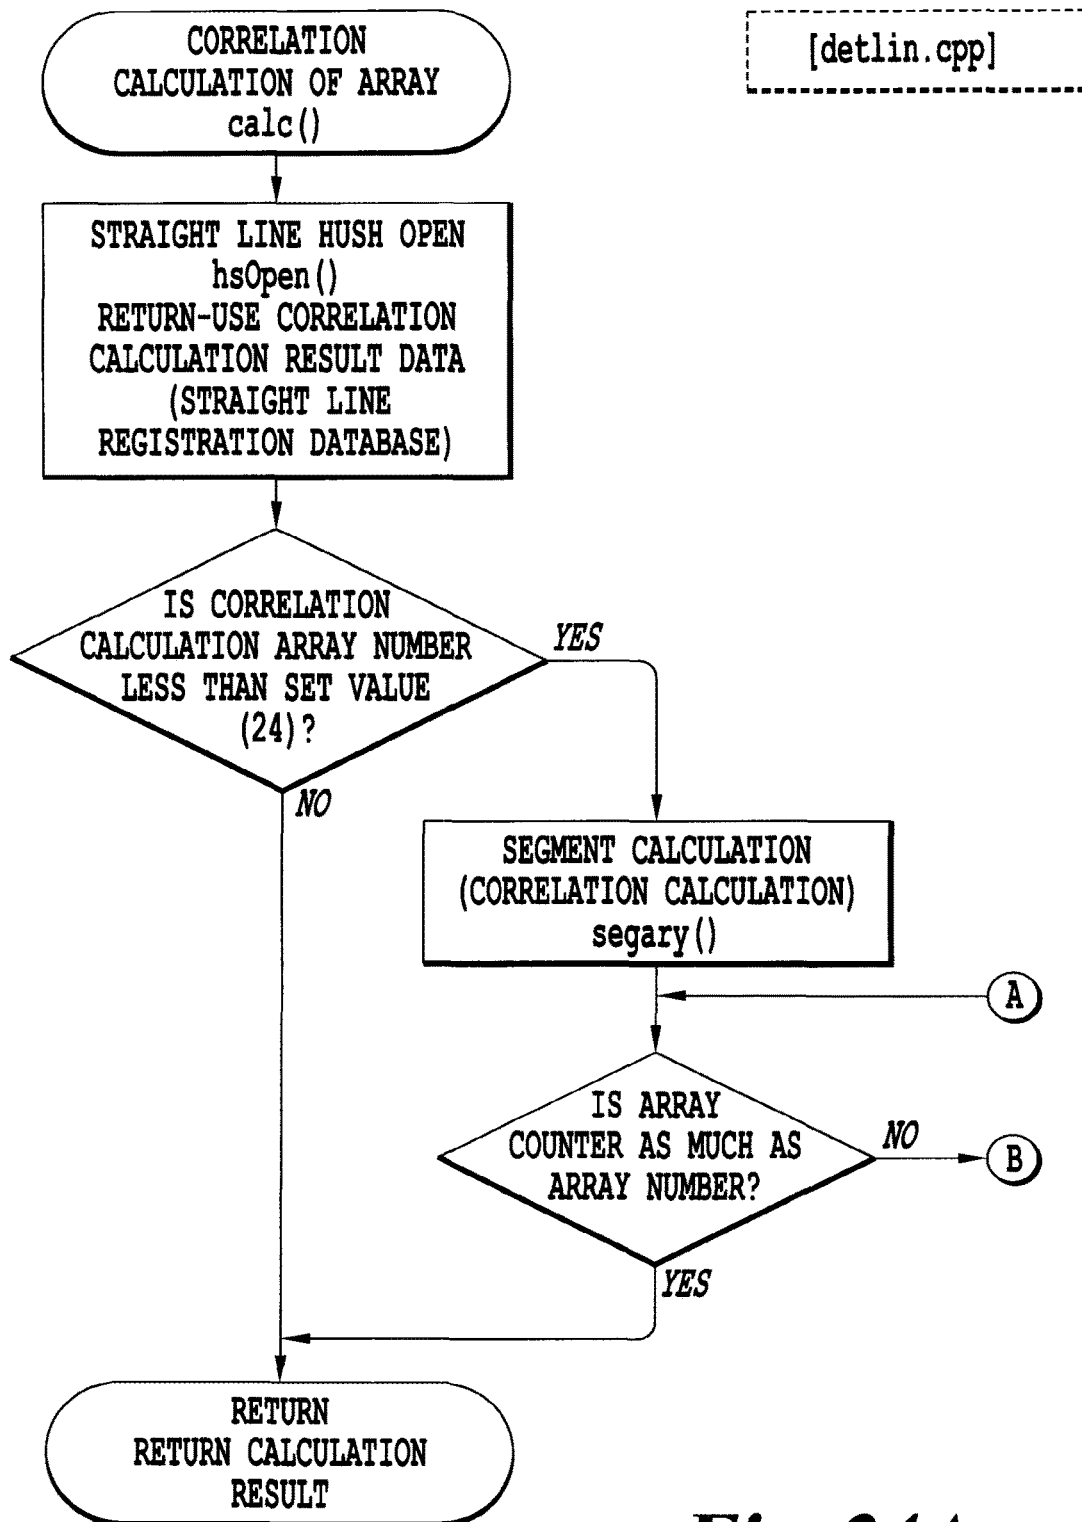 CORRELATION
CALCULATION OF ARRAY
calc()
[detlin.cpp]
STRAIGHT LINE HUSH OPEN
hsOpen()
RETURN-USE CORRELATION
CALCULATION RESULT DATA
(STRAIGHT LINE
REGISTRATION DATABASE)
IS CORRELATION
CALCULATION ARRAY NUMBER
LESS THAN SET VALUE
(24)?
YES
NO
SEGMENT CALCULATION
(CORRELATION CALCULATION)
segary()
A
IS ARRAY
COUNTER AS MUCH AS
ARRAY NUMBER?
NO
B
YES
RETURN
RETURN CALCULATION
RESULT